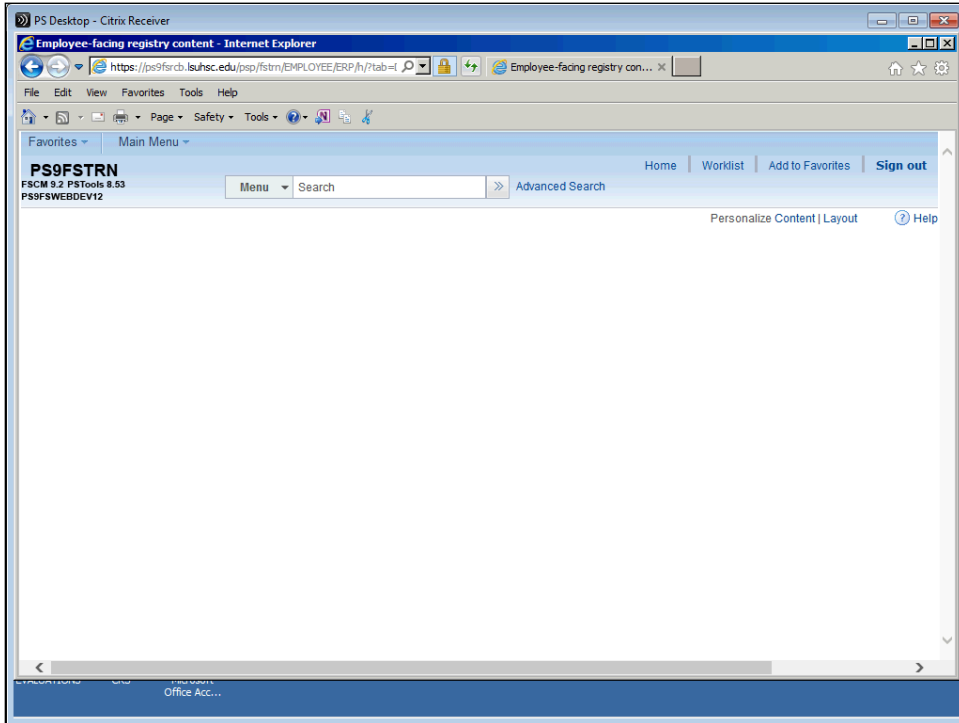 PS Desktop - Citrix Receiver
Employee-facing registry content - Internet Explorer
https://ps9fsrcb.lsuhsc.edu/psp/fstrn/EMPLOYEE/ERP/h/?tab= Employee-facing registry con... ×
File Edit View Favorites Tools Help
Page Safety Tools
Favorites Main Menu
PS9FSTRN
FSCM 9.2 PSTools 8.53
PS9FSWEBDEV12
Home Worklist Add to Favorites Sign out
Menu Search Advanced Search
Personalize Content | Layout ? Help
Office Acc...